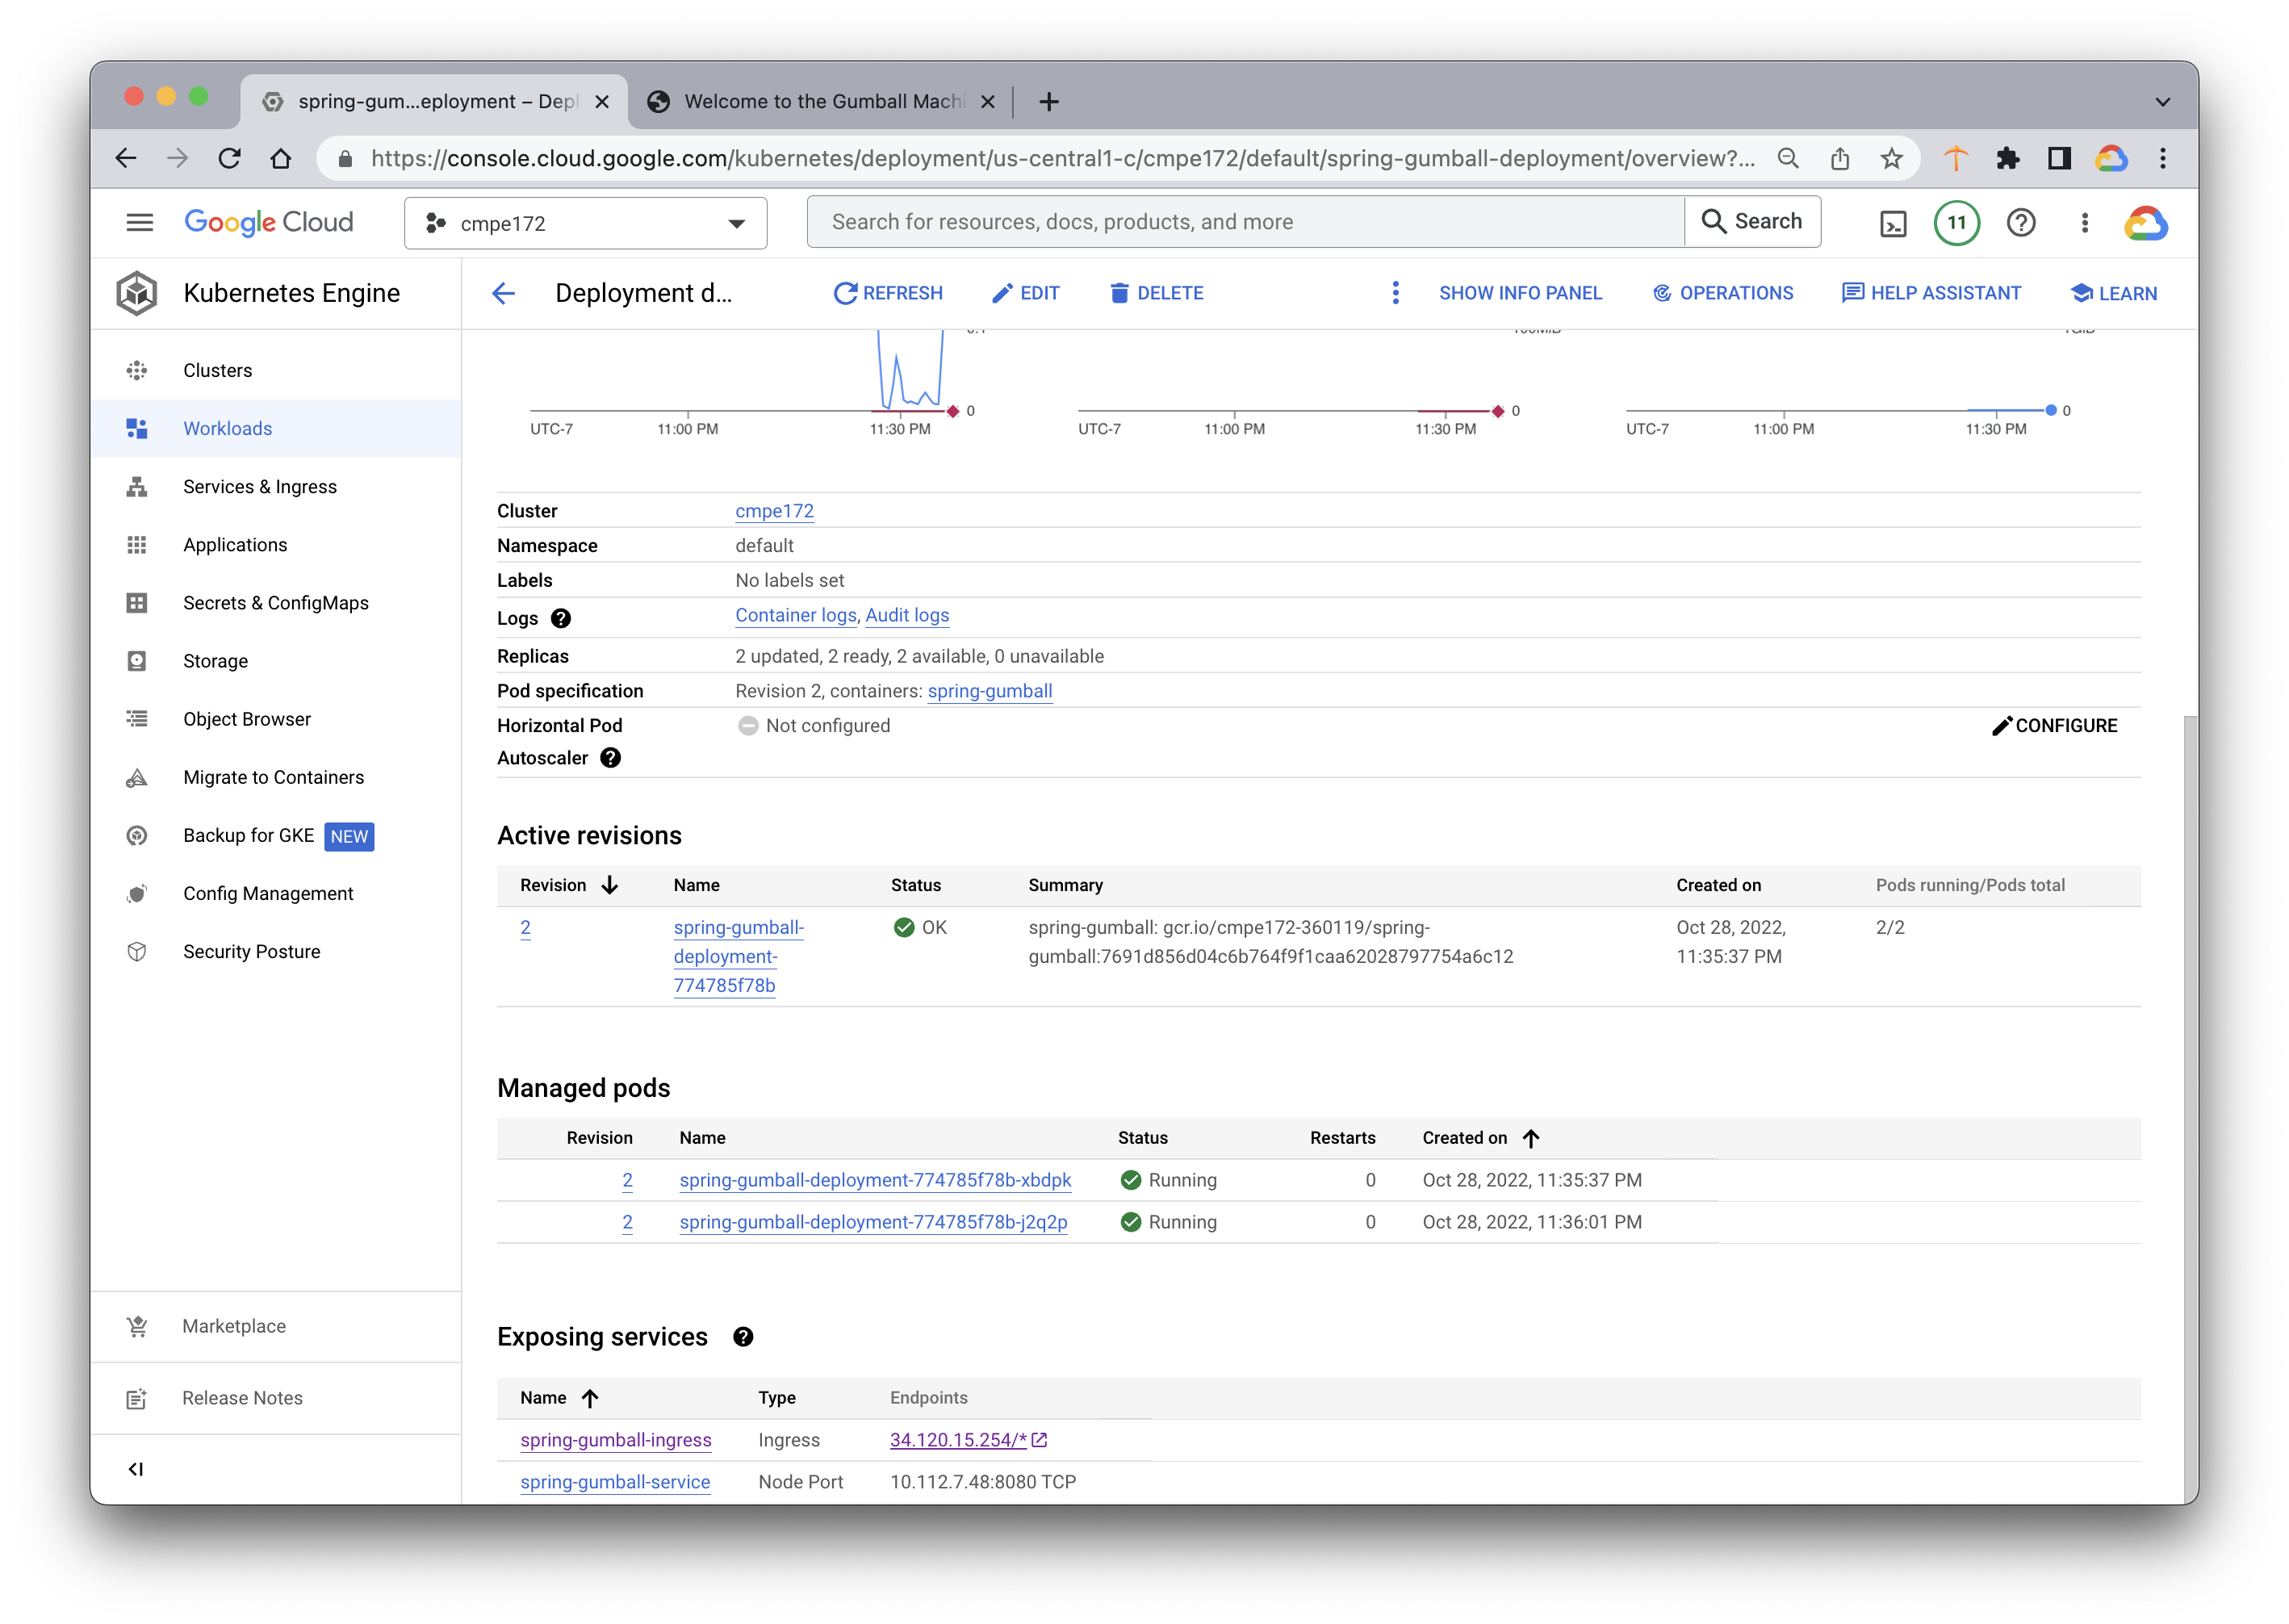 spring-gum...eployment – Depl
Welcome to the Gumball Machi
https://console.cloud.google.com/kubernetes/deployment/us-central1-c/cmpe172/default/spring-gumball-deployment/overview?...
Google Cloud
cmpe172
Search for resources, docs, products, and more
Search
11
Kubernetes Engine
Deployment d...
REFRESH
EDIT
DELETE
SHOW INFO PANEL
OPERATIONS
HELP ASSISTANT
LEARN
Clusters
Workloads
Services & Ingress
Applications
Secrets & ConfigMaps
Storage
Object Browser
Migrate to Containers
Backup for GKE NEW
Config Management
Security Posture
Marketplace
Release Notes
0
UTC-7 11:00 PM 11:30 PM
0
UTC-7 11:00 PM 11:30 PM
0
UTC-7 11:00 PM 11:30 PM
Cluster cmpe172
Namespace default
Labels No labels set
Logs Container logs, Audit logs
Replicas 2 updated, 2 ready, 2 available, 0 unavailable
Pod specification Revision 2, containers: spring-gumball
Horizontal Pod
Autoscaler
Not configured
CONFIGURE
Active revisions
Revision Name Status Summary Created on Pods running/Pods total
2
spring-gumball-
deployment-
774785f78b
OK
spring-gumball: gcr.io/cmpe172-360119/spring-
gumball:7691d856d04c6b764f9f1caa62028797754a6c12
Oct 28, 2022,
11:35:37 PM
2/2
Managed pods
Revision Name Status Restarts Created on
2 spring-gumball-deployment-774785f78b-xbdpk Running 0 Oct 28, 2022, 11:35:37 PM
2 spring-gumball-deployment-774785f78b-j2q2p Running 0 Oct 28, 2022, 11:36:01 PM
Exposing services
Name Type Endpoints
spring-gumball-ingress Ingress 34.120.15.254/*
spring-gumball-service Node Port 10.112.7.48:8080 TCP